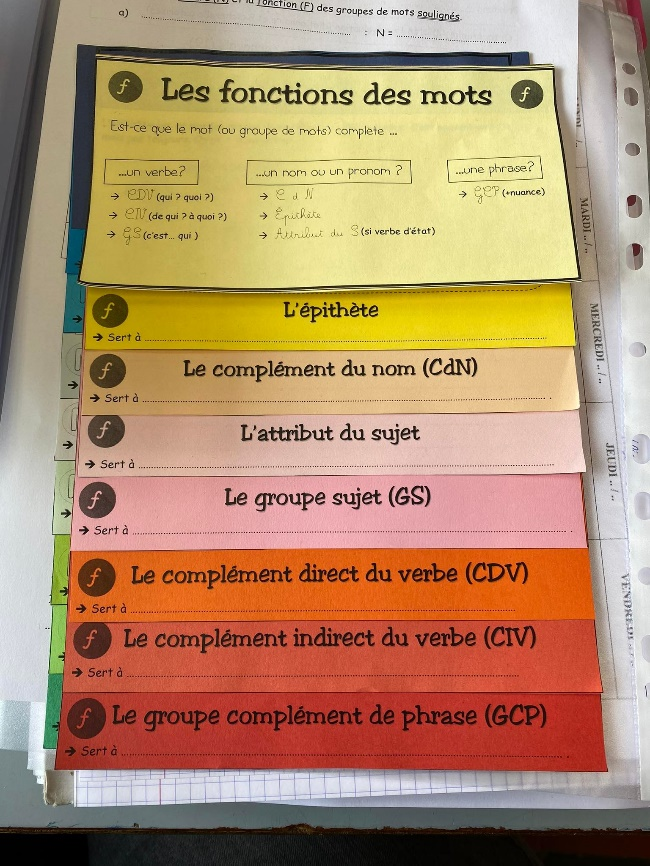 fonction (F) des groupes de mots soulignés.
a) : N =
f Les fonctions des mots f
Est-ce que le mot (ou groupe de mots) complète ...
...un verbe? ...un nom ou un pronom ? ...une phrase?
→ CDV (qui ? quoi ?) → C d N → GCP (+nuance)
→ CIV (de qui ? à quoi ?) → Épithète
→ GS (c'est... qui ) → Attribut du S (si verbe d'état)
f L'épithète
→ Sert à
f Le complément du nom (CdN)
→ Sert à
f L'attribut du sujet
→ Sert à
f Le groupe sujet (GS)
→ Sert à
f Le complément direct du verbe (CDV)
→ Sert à
f Le complément indirect du verbe (CIV)
→ Sert à
f Le groupe complément de phrase (GCP)
→ Sert à
MARDI
MERCREDI
JEUDI
VENDREDI